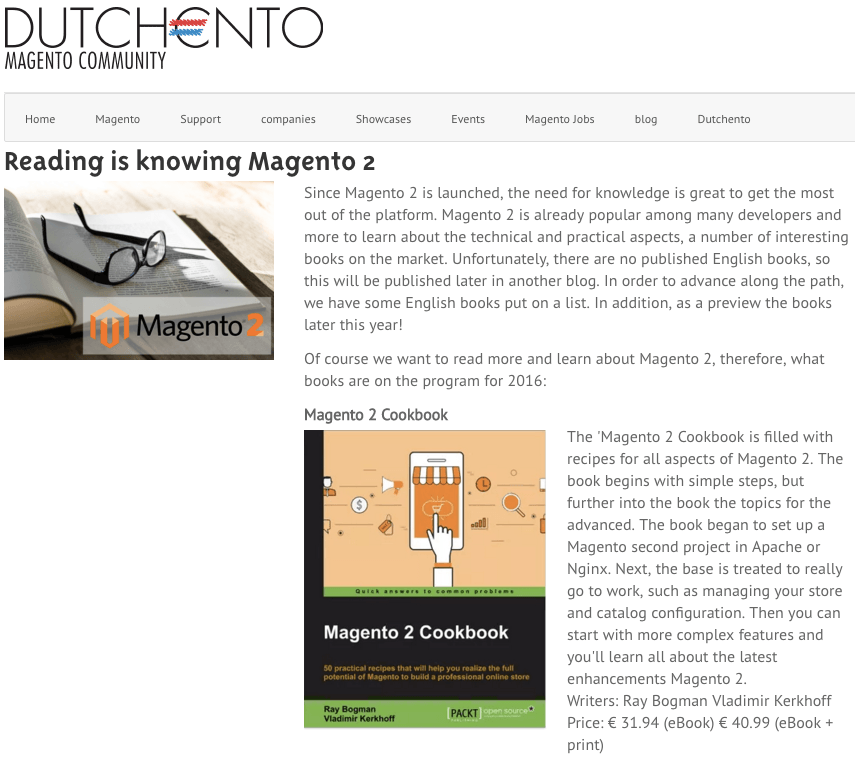 DUTCHENTO
MAGENTO COMMUNITY
Home Magento Support companies Showcases Events Magento Jobs blog Dutchento
Reading is knowing Magento 2
Magento 2
Since Magento 2 is launched, the need for knowledge is great to get the most
out of the platform. Magento 2 is already popular among many developers and
more to learn about the technical and practical aspects, a number of interesting
books on the market. Unfortunately, there are no published English books, so
this will be published later in another blog. In order to advance along the path,
we have some English books put on a list. In addition, as a preview the books
later this year!
Of course we want to read more and learn about Magento 2, therefore, what
books are on the program for 2016:
Magento 2 Cookbook
Quick answers to common problems
Magento 2 Cookbook
50 practical recipes that will help you realize the full
potential of Magento to build a professional online store
Ray Bogman
Vladimir Kerkhoff
[PACKT] open source*
The 'Magento 2 Cookbook is filled with
recipes for all aspects of Magento 2. The
book begins with simple steps, but
further into the book the topics for the
advanced. The book began to set up a
Magento second project in Apache or
Nginx. Next, the base is treated to really
go to work, such as managing your store
and catalog configuration. Then you can
start with more complex features and
you'll learn all about the latest
enhancements Magento 2.
Writers: Ray Bogman Vladimir Kerkhoff
Price: € 31.94 (eBook) € 40.99 (eBook +
print)